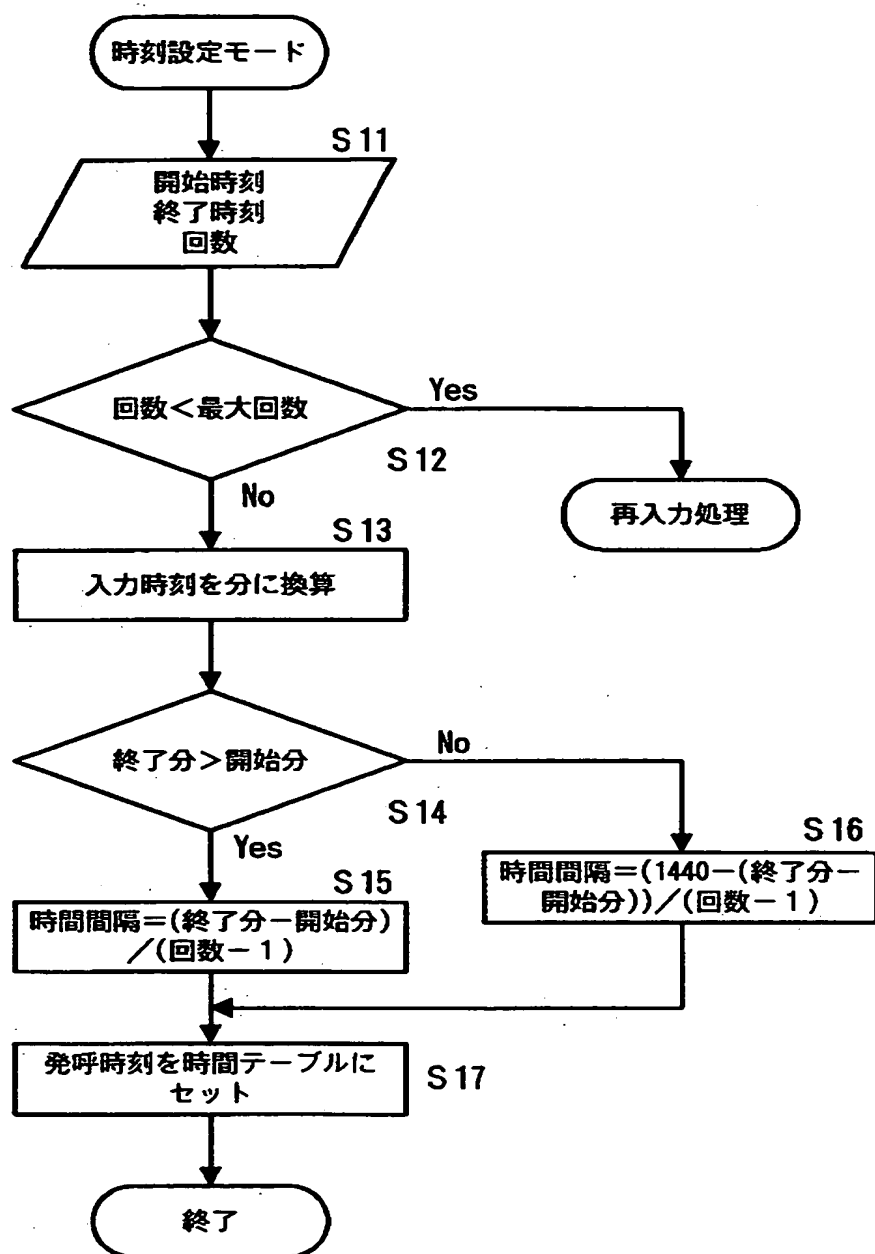 時刻設定モード
S11
開始時刻
終了時刻
回数
回数<最大回数
Yes
S12
No
再入力処理
S13
入力時刻を分に換算
終了分>開始分
No
S14
Yes
S16
時間間隔=(1440-(終了分-
開始分))/(回数-1)
S15
時間間隔=(終了分-開始分)
/(回数-1)
発呼時刻を時間テーブルに
セット
S17
終了